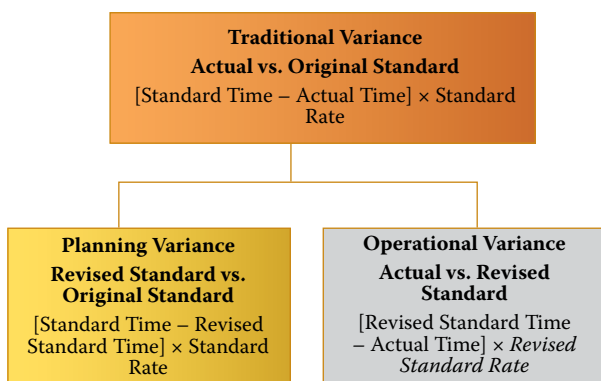 Traditional Variance
Actual vs. Original Standard
[Standard Time – Actual Time] × Standard
Rate
Planning Variance
Revised Standard vs.
Original Standard
[Standard Time – Revised
Standard Time] × Standard
Rate
Operational Variance
Actual vs. Revised
Standard
[Revised Standard Time
– Actual Time] × Revised
Standard Rate